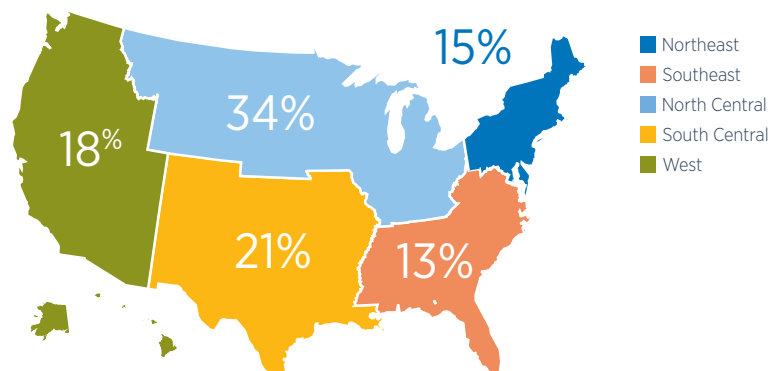 15%
34%
18%
21%
13%
Northeast
Southeast
North Central
South Central
West